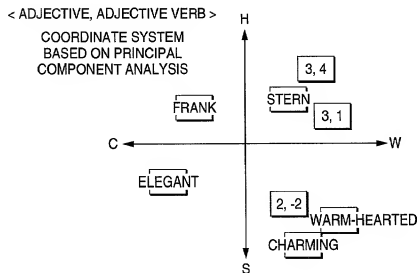 < ADJECTIVE, ADJECTIVE VERB >
COORDINATE SYSTEM
BASED ON PRINCIPAL
COMPONENT ANALYSIS
H
3, 4
STERN
FRANK
3, 1
C
W
ELEGANT
2, -2
WARM-HEARTED
CHARMING
S